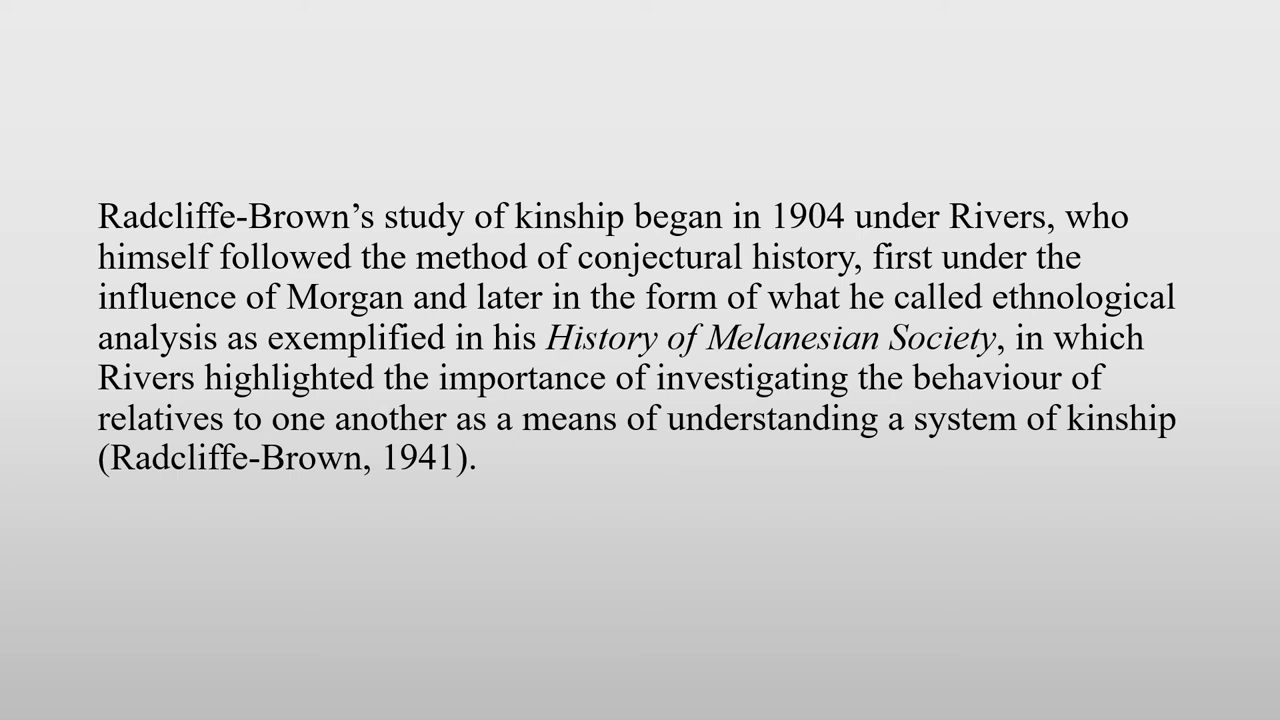 Radcliffe-Brown’s study of kinship began in 1904 under Rivers, who
himself followed the method of conjectural history, first under the
influence of Morgan and later in the form of what he called ethnological
analysis as exemplified in his History of Melanesian Society, in which
Rivers highlighted the importance of investigating the behaviour of
relatives to one another as a means of understanding a system of kinship
(Radcliffe-Brown, 1941).